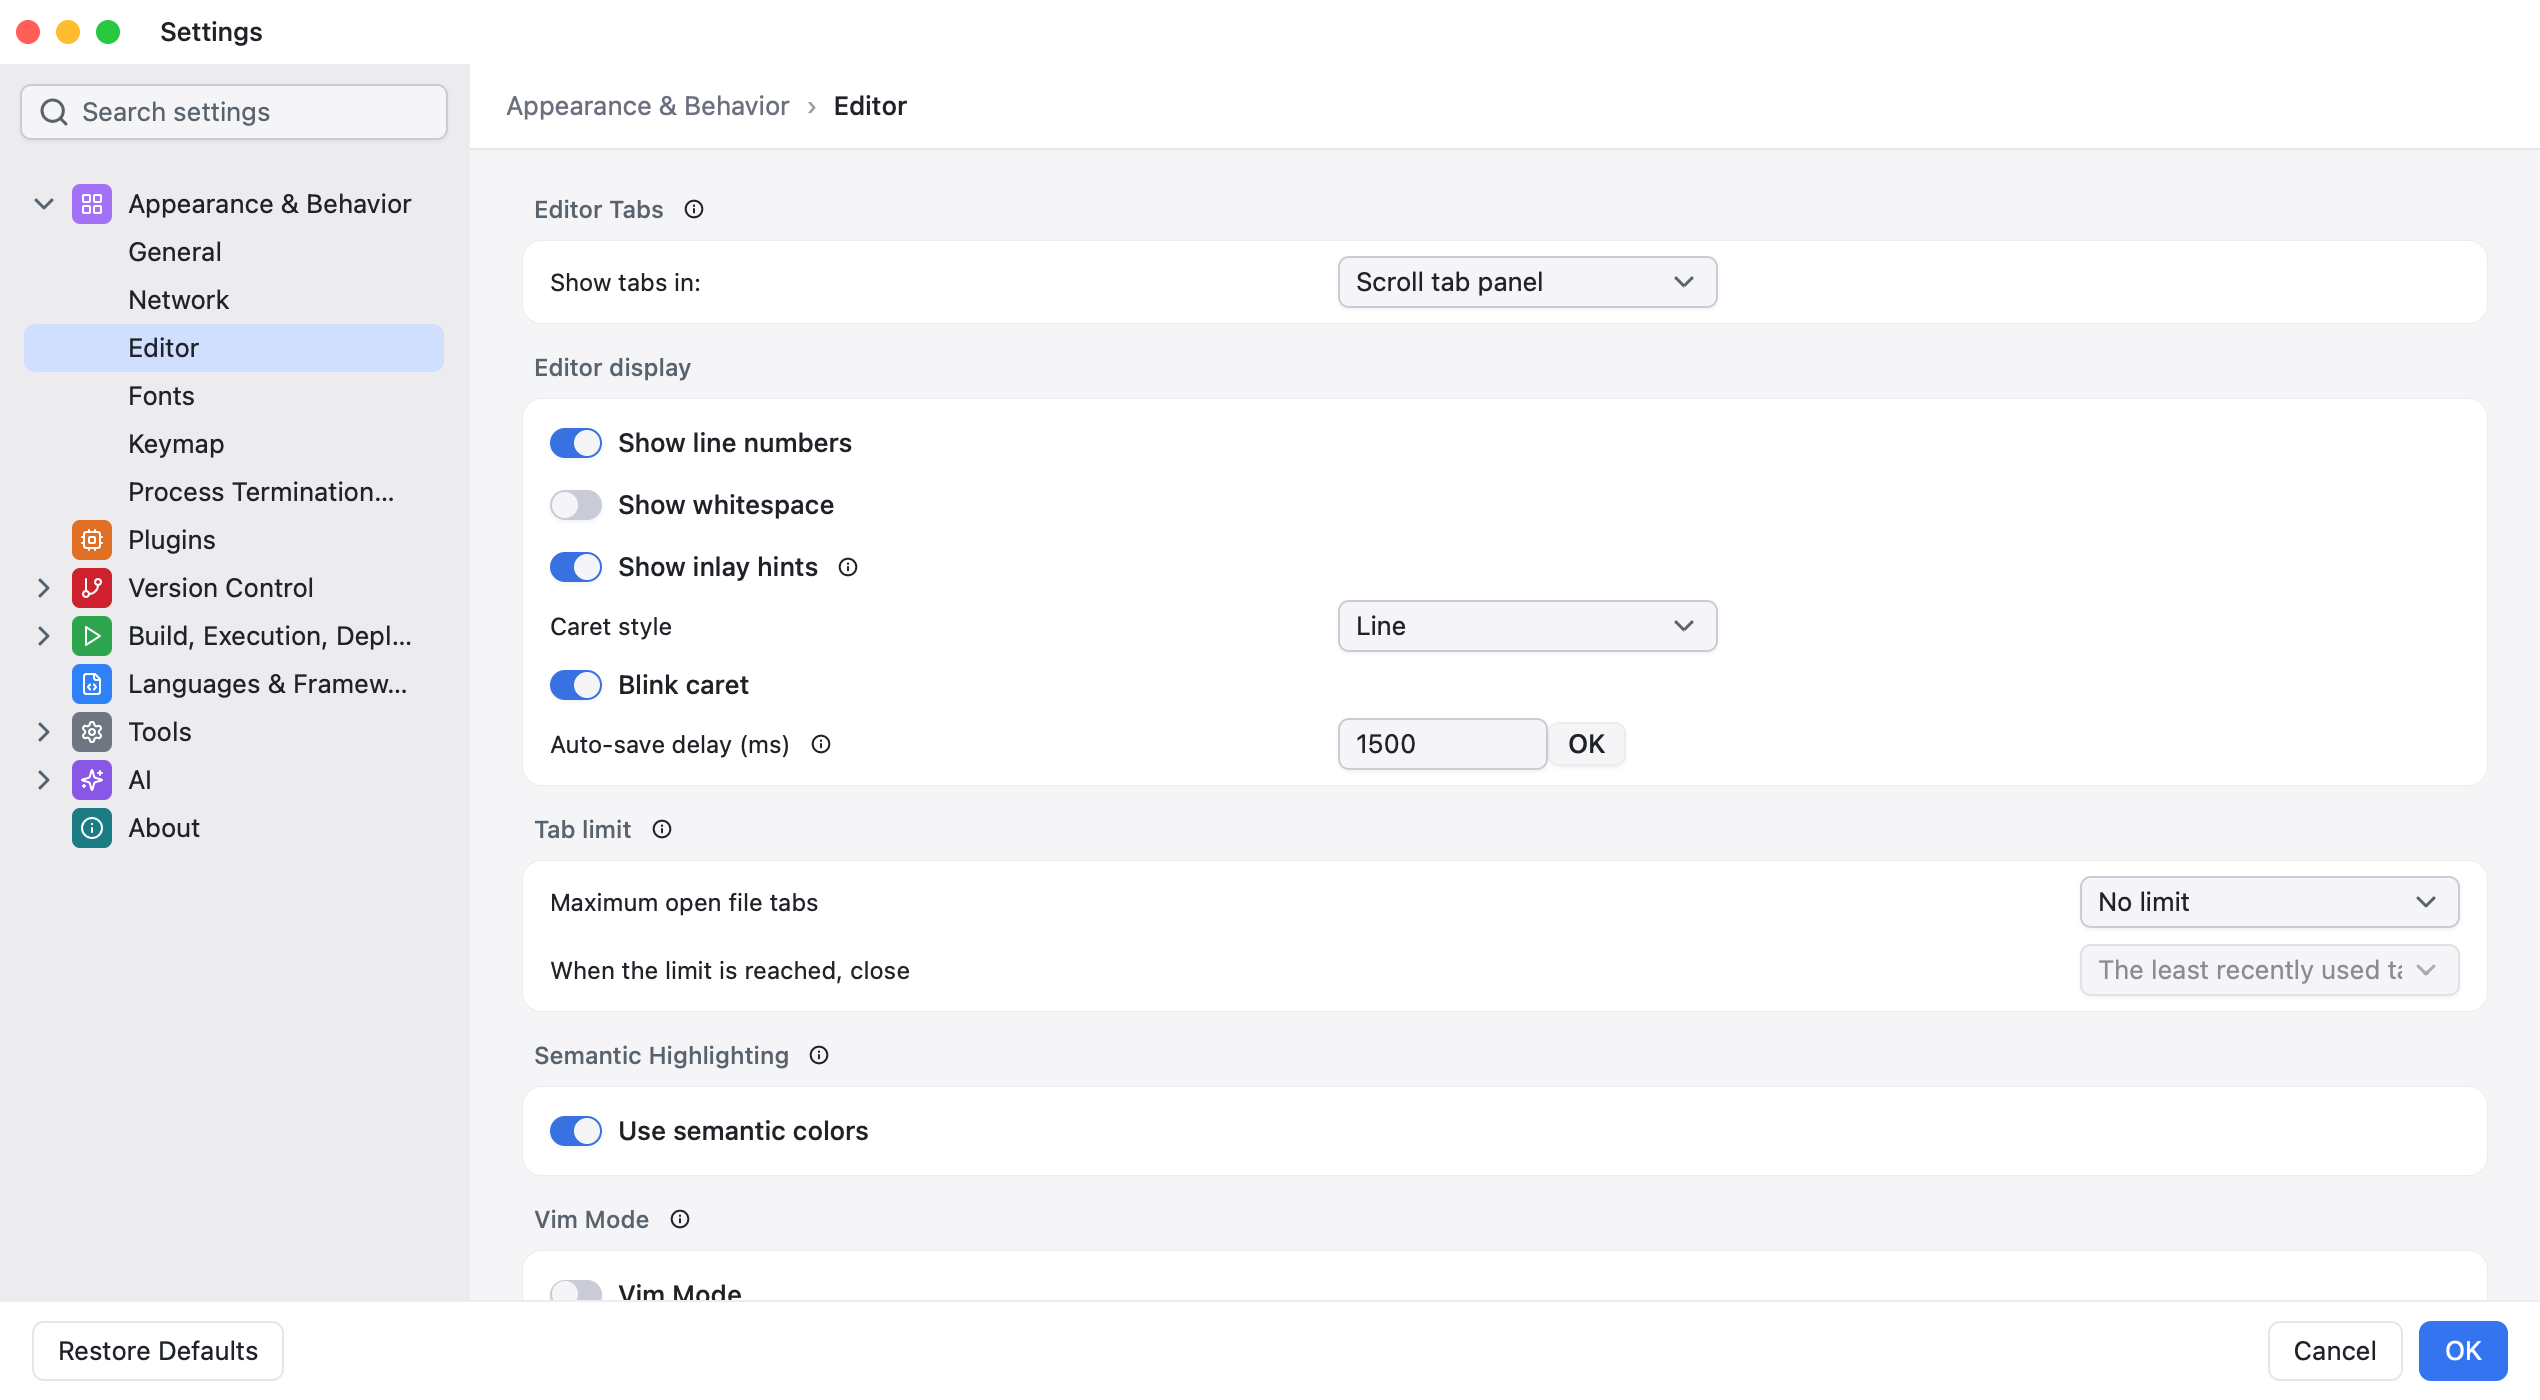 Settings
Search settings
Appearance & Behavior
General
Network
Editor
Fonts
Keymap
Process Termination...
Plugins
Version Control
Build, Execution, Depl...
Languages & Framew...
Tools
AI
About
Appearance & Behavior › Editor
Editor Tabs
Show tabs in: Scroll tab panel
Editor display
Show line numbers
Show whitespace
Show inlay hints
Caret style Line
Blink caret
Auto-save delay (ms) 1500 OK
Tab limit
Maximum open file tabs No limit
When the limit is reached, close The least recently used ta
Semantic Highlighting
Use semantic colors
Vim Mode
Vim Mode
Restore Defaults Cancel OK